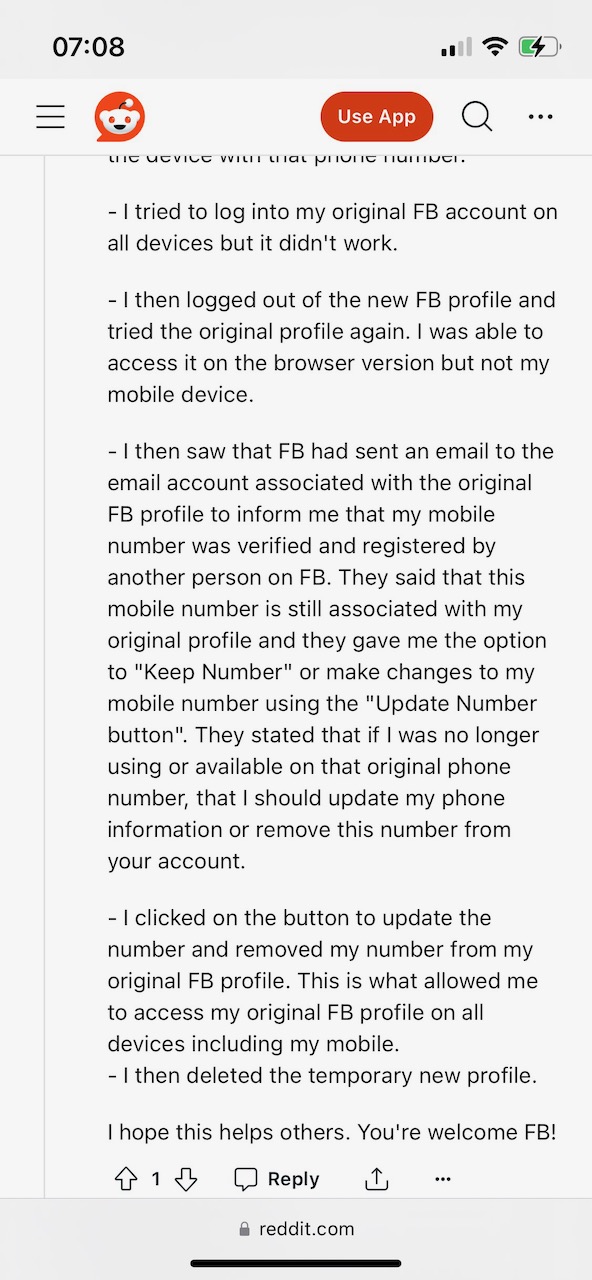 07:08
Use App
the device with that phone number.
- I tried to log into my original FB account on
all devices but it didn't work.
- I then logged out of the new FB profile and
tried the original profile again. I was able to
access it on the browser version but not my
mobile device.
- I then saw that FB had sent an email to the
email account associated with the original
FB profile to inform me that my mobile
number was verified and registered by
another person on FB. They said that this
mobile number is still associated with my
original profile and they gave me the option
to "Keep Number" or make changes to my
mobile number using the "Update Number
button". They stated that if I was no longer
using or available on that original phone
number, that I should update my phone
information or remove this number from
your account.
- I clicked on the button to update the
number and removed my number from my
original FB profile. This is what allowed me
to access my original FB profile on all
devices including my mobile.
- I then deleted the temporary new profile.
I hope this helps others. You're welcome FB!
1 Reply
reddit.com